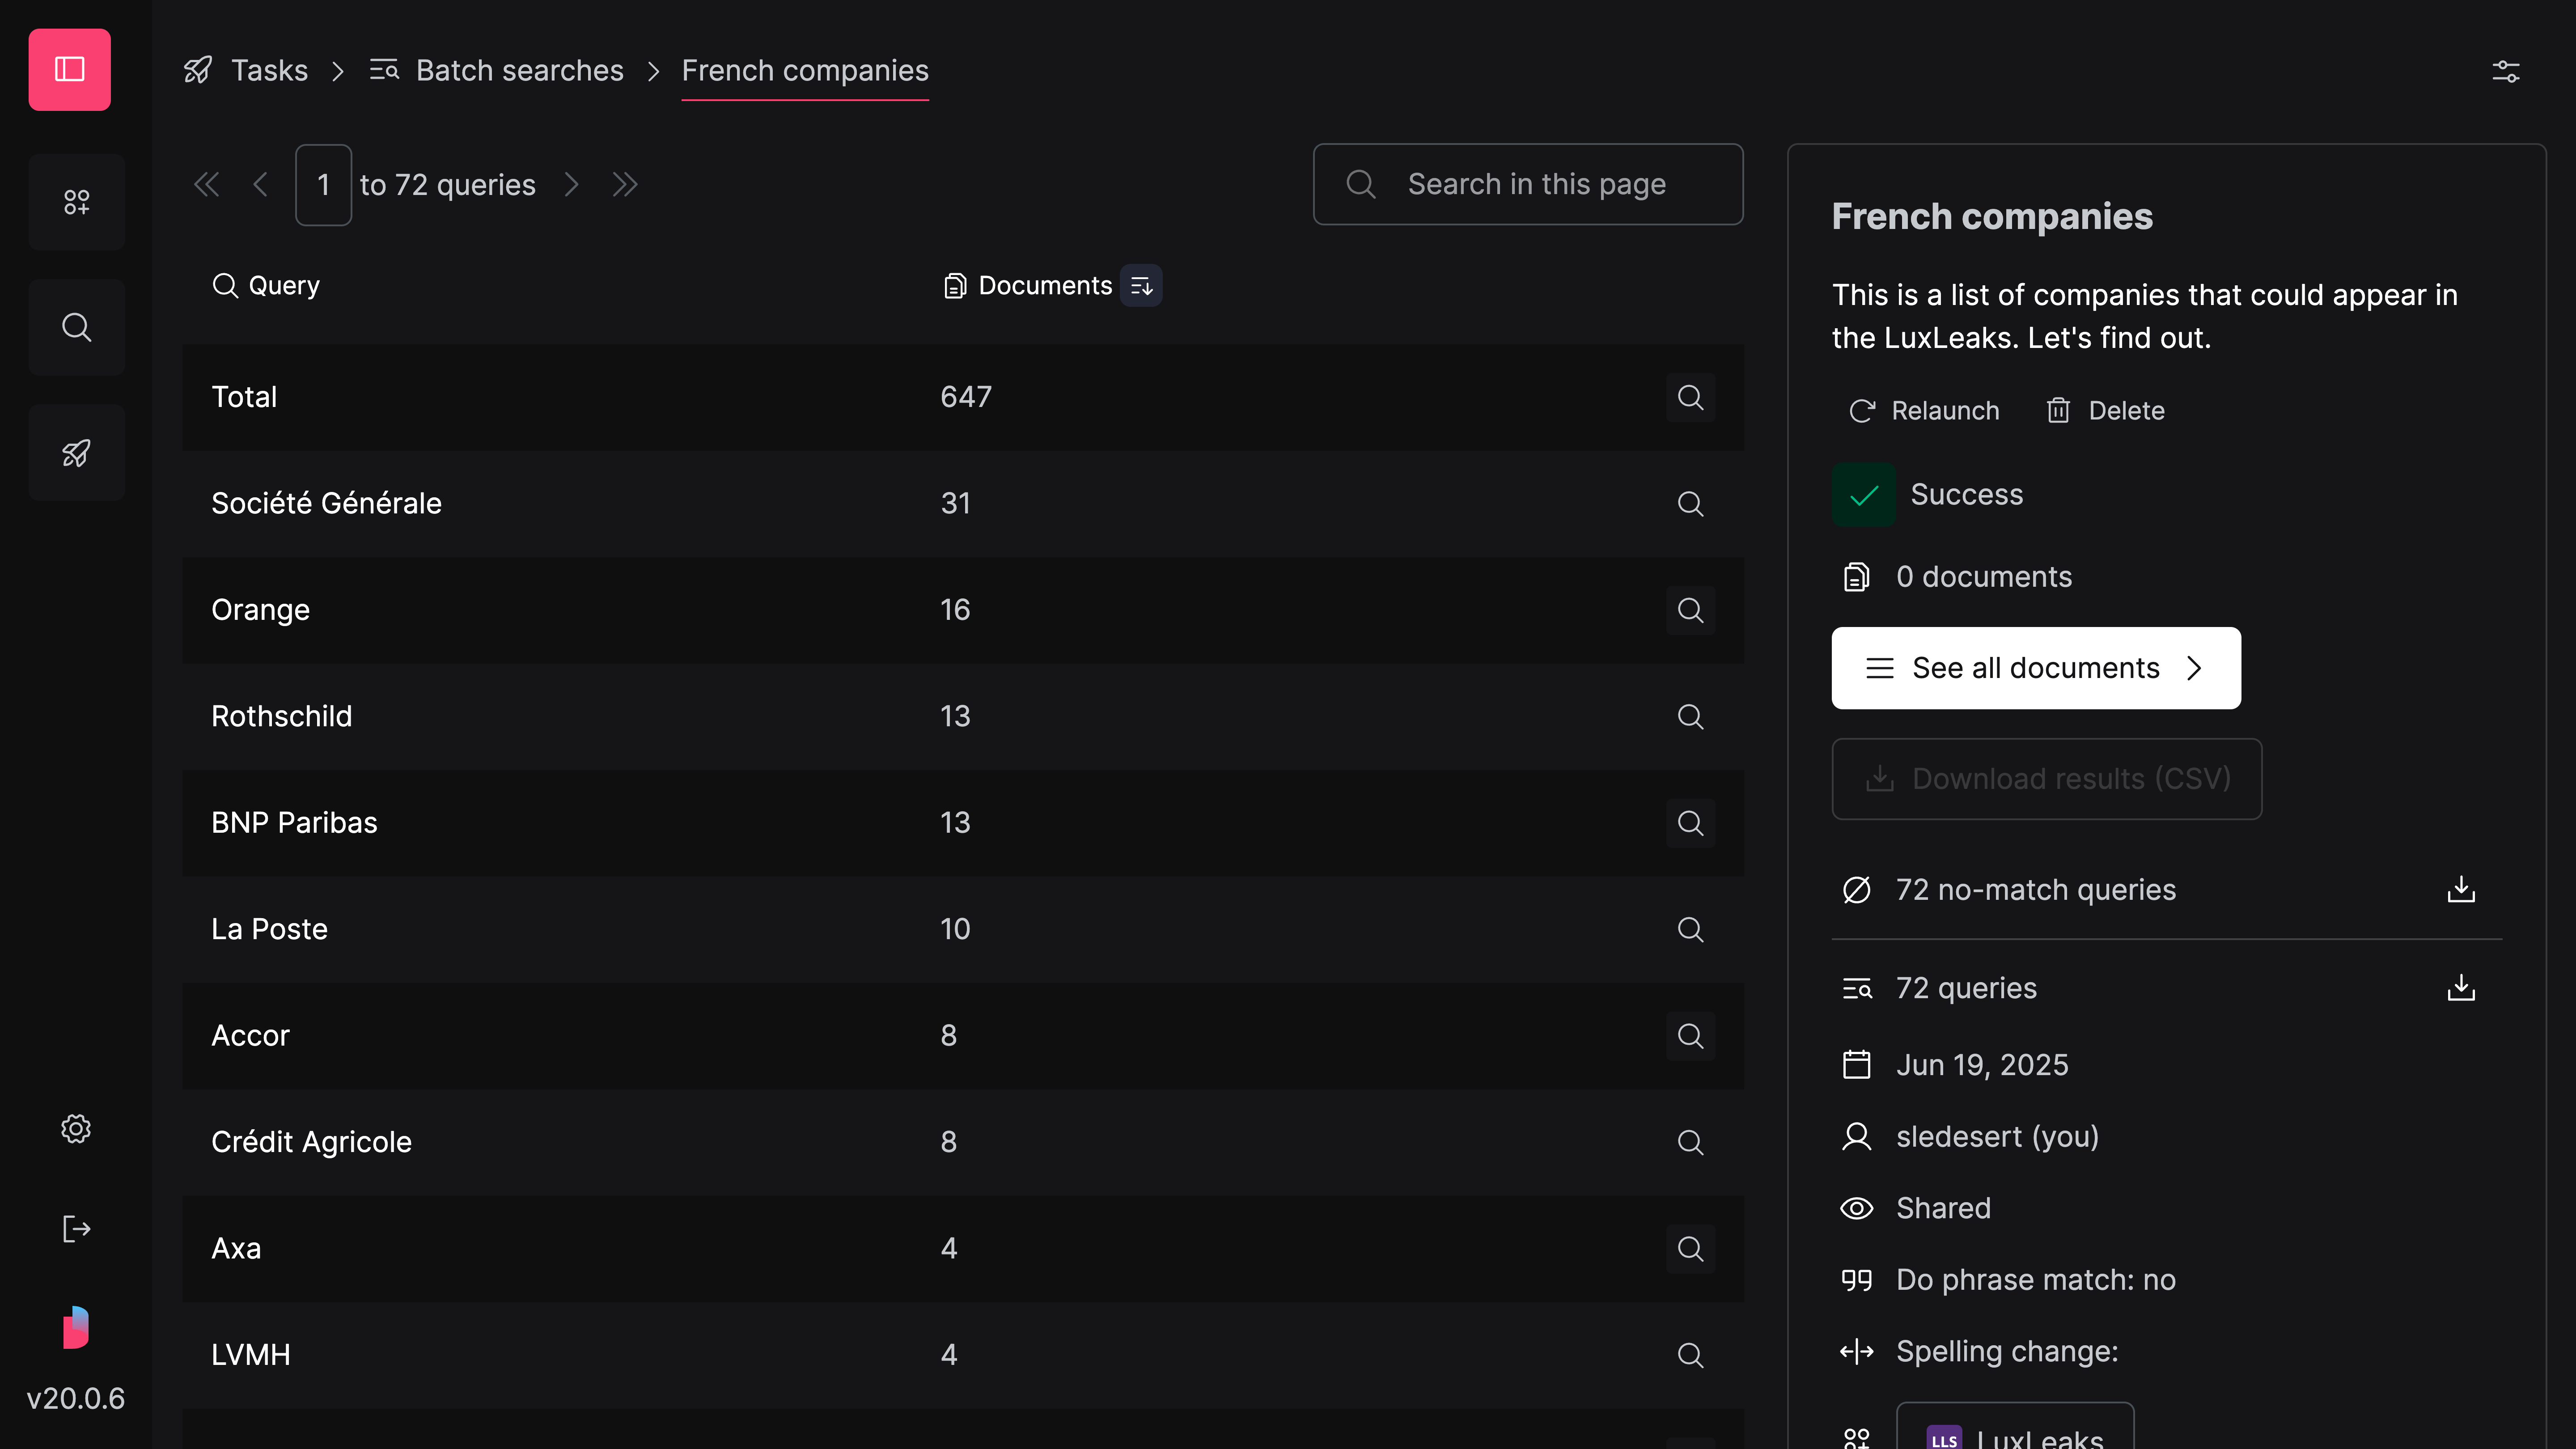 Tasks > Batch searches > French companies
1 to 72 queries
Search in this page
Query Documents
Total 647
Société Générale 31
Orange 16
Rothschild 13
BNP Paribas 13
La Poste 10
Accor 8
Crédit Agricole 8
Axa 4
LVMH 4
French companies
This is a list of companies that could appear in
the LuxLeaks. Let's find out.
Relaunch Delete
Success
0 documents
See all documents
Download results (CSV)
72 no-match queries
72 queries
Jun 19, 2025
sledesert (you)
Shared
Do phrase match: no
Spelling change:
LLS LuxLeaks
v20.0.6